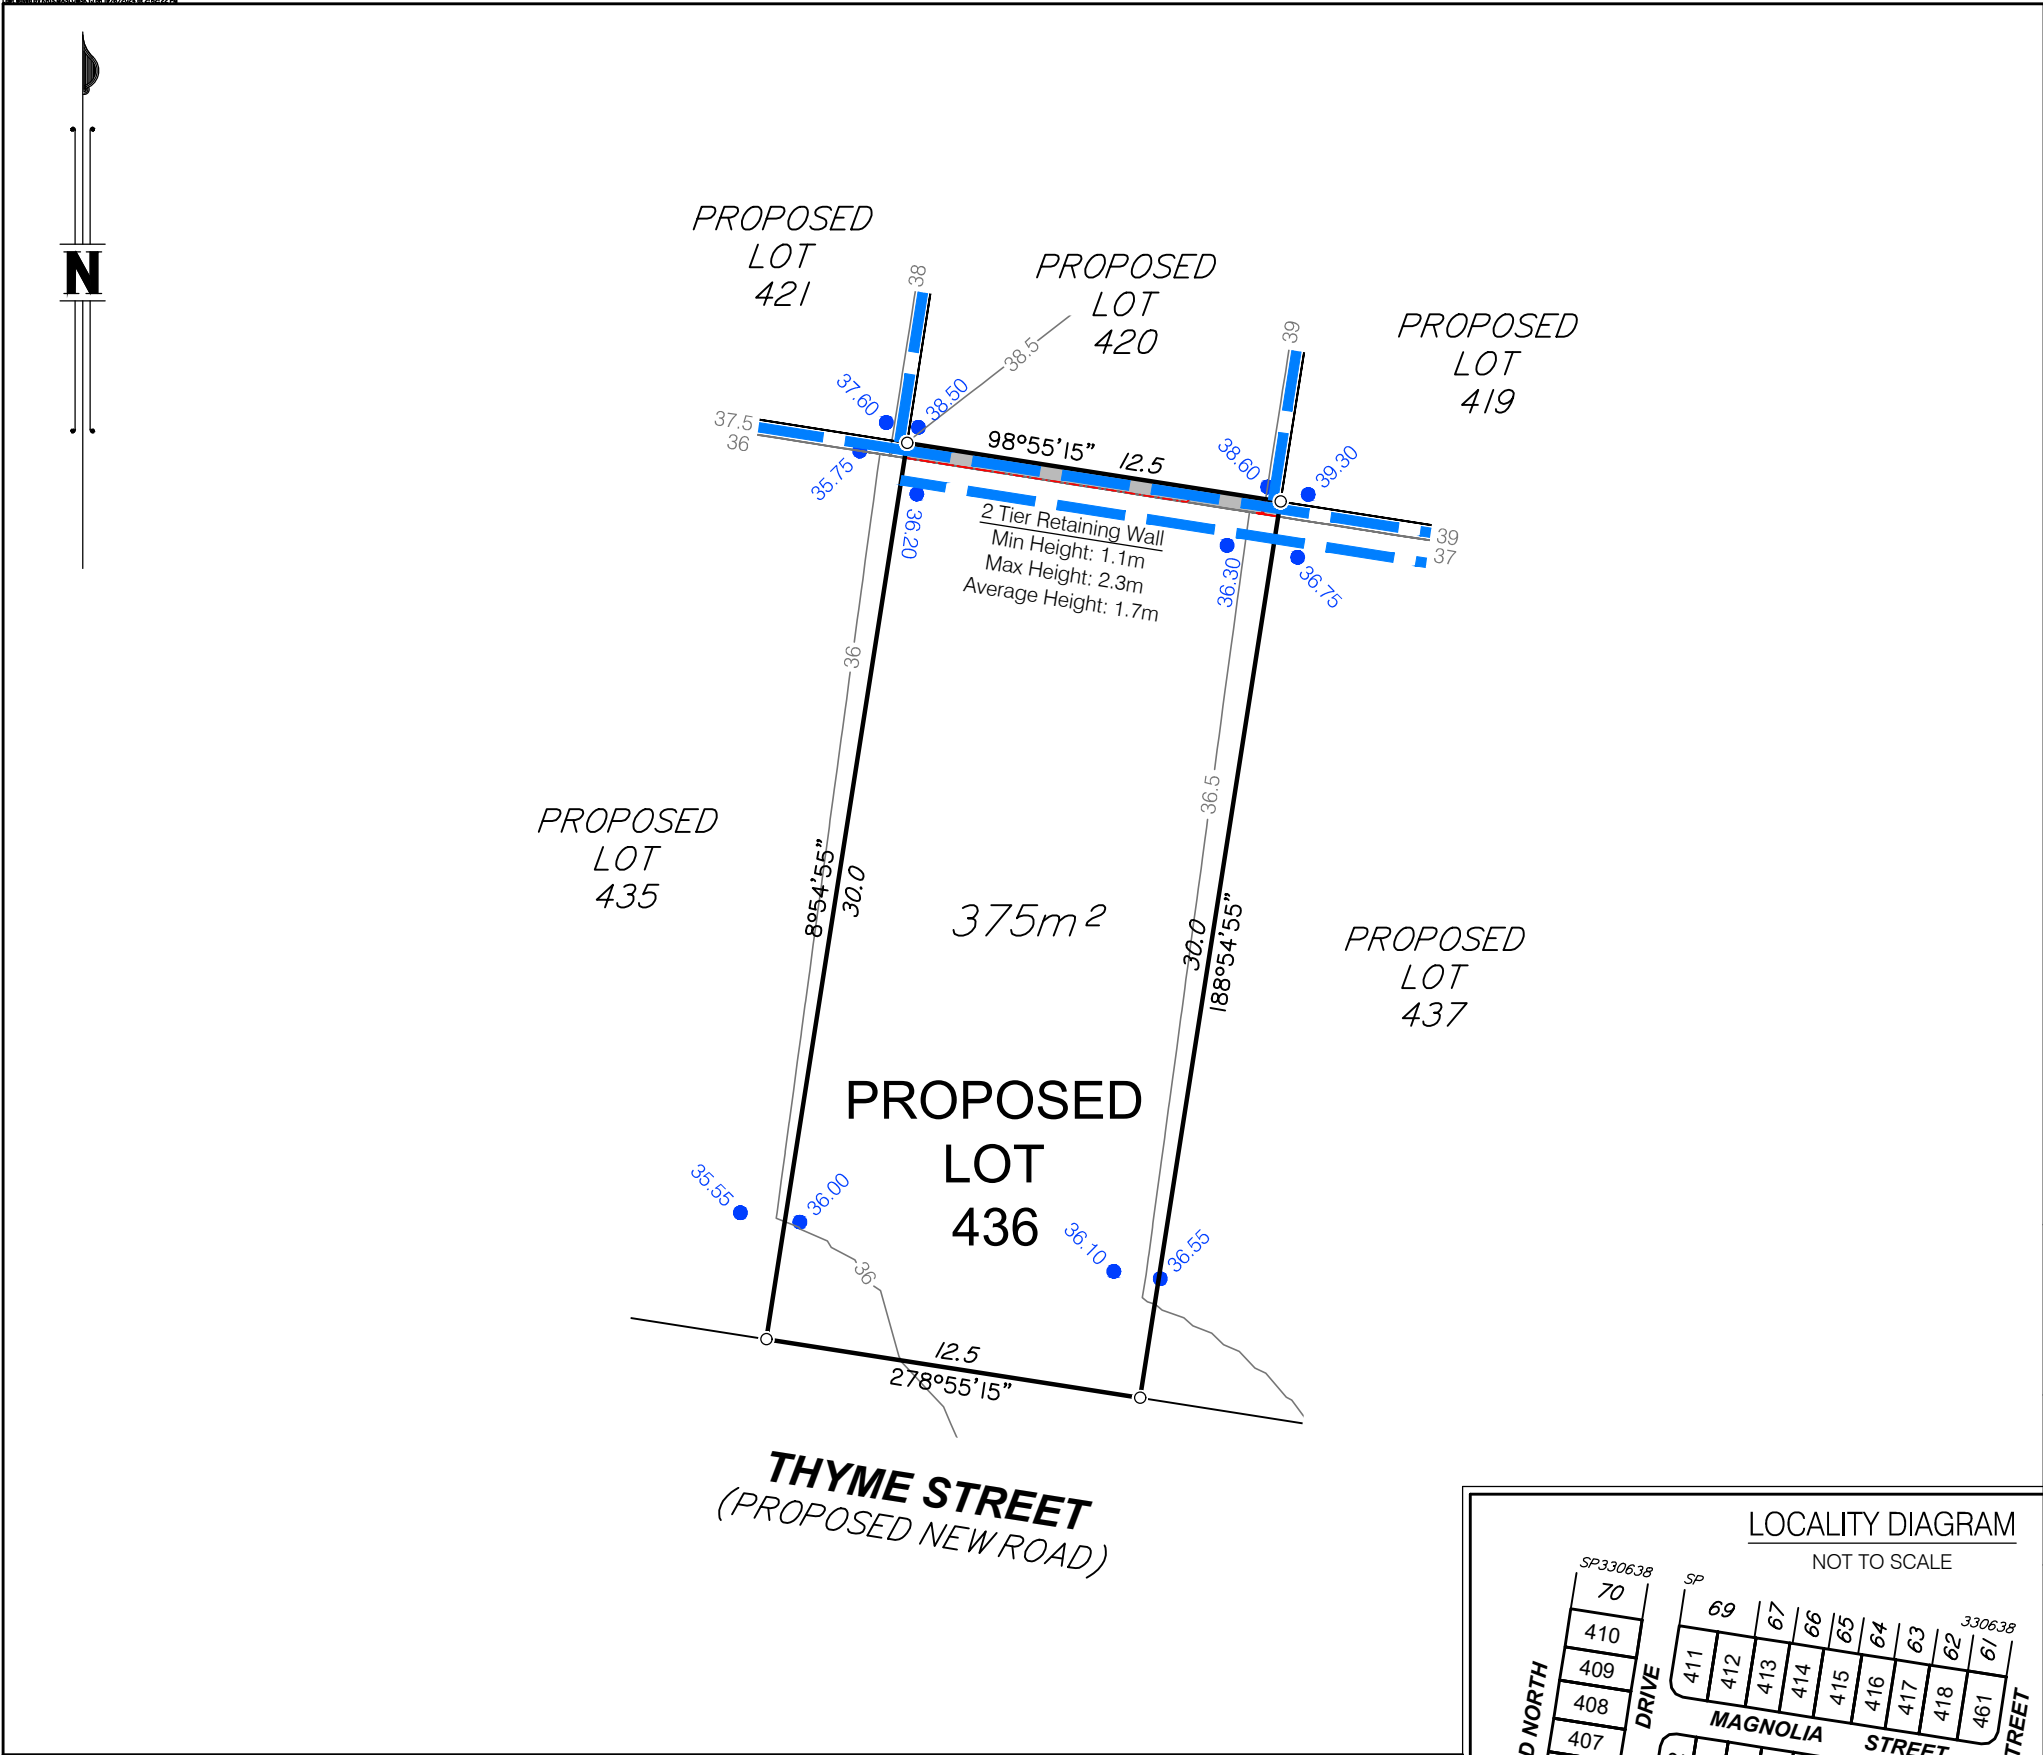 N
PROPOSED
LOT
421
PROPOSED
LOT
420
PROPOSED
LOT
419
38
38.5
39
37.60
38.50
37.5
36
35.75
98°55'15" 12.5
38.60
39.30
36.20
2 Tier Retaining Wall
Min Height: 1.1m
Max Height: 2.3m
Average Height: 1.7m
36.30
36.75
39
37
36
36.5
PROPOSED
LOT
435
8°54'55"
30.0
375m²
30.0
188°54'55"
PROPOSED
LOT
437
PROPOSED
LOT
436
35.55
36.00
36
36.10
36.55
12.5
278°55'15"
THYME STREET
(PROPOSED NEW ROAD)
LOCALITY DIAGRAM
NOT TO SCALE
SP330638
70
410
409
408
407
D NORTH
DRIVE
SP
330638
69
67
66
65
64
63
62
61
411
412
413
414
415
416
417
418
461
MAGNOLIA STREET
TREET